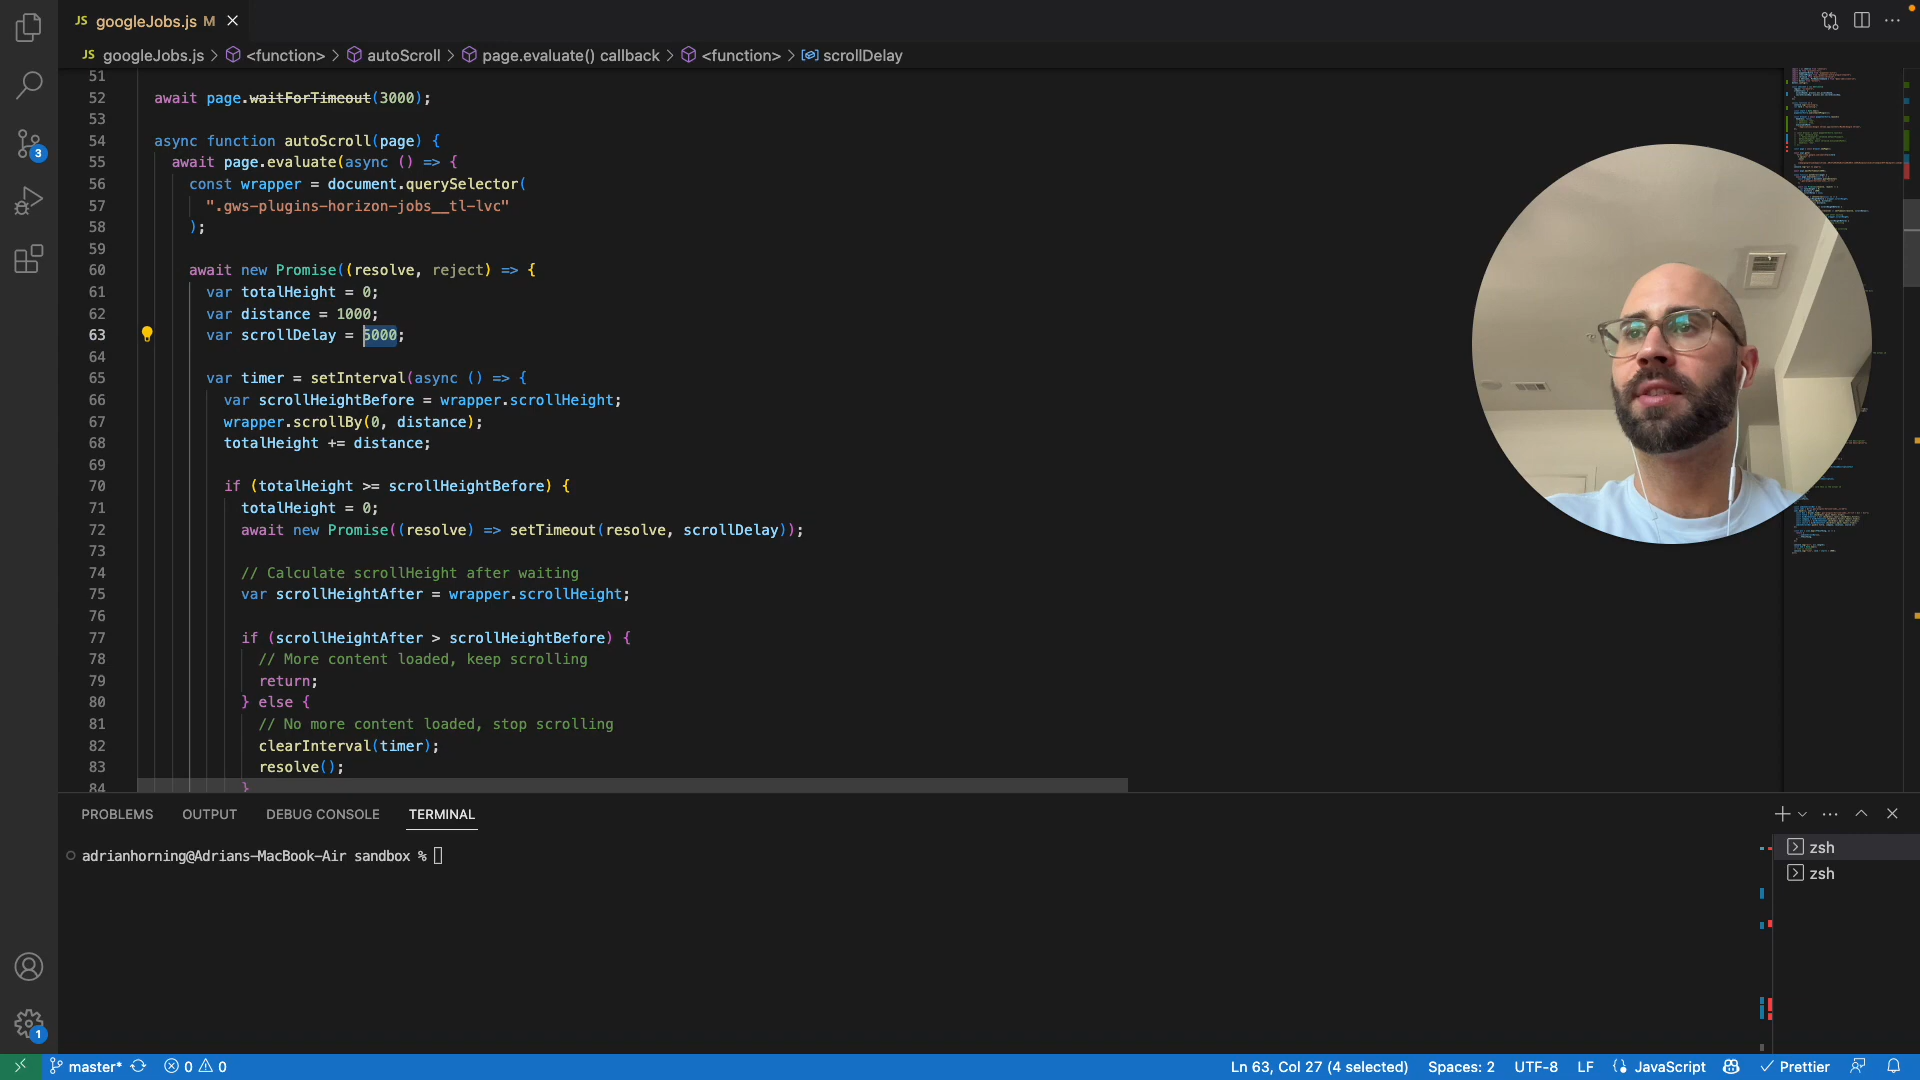 JS googleJobs.js M
JS googleJobs.js > <function> > autoScroll > page.evaluate() callback > <function> > scrollDelay
51
52 await page.waitForTimeout(3000);
53
54 async function autoScroll(page) {
55 await page.evaluate(async () => {
56 const wrapper = document.querySelector(
57 ".gws-plugins-horizon-jobs__tl-lvc"
58 );
59
60 await new Promise((resolve, reject) => {
61 var totalHeight = 0;
62 var distance = 1000;
63 var scrollDelay = 5000;
64
65 var timer = setInterval(async () => {
66 var scrollHeightBefore = wrapper.scrollHeight;
67 wrapper.scrollBy(0, distance);
68 totalHeight += distance;
69
70 if (totalHeight >= scrollHeightBefore) {
71 totalHeight = 0;
72 await new Promise((resolve) => setTimeout(resolve, scrollDelay));
73
74 // Calculate scrollHeight after waiting
75 var scrollHeightAfter = wrapper.scrollHeight;
76
77 if (scrollHeightAfter > scrollHeightBefore) {
78 // More content loaded, keep scrolling
79 return;
80 } else {
81 // No more content loaded, stop scrolling
82 clearInterval(timer);
83 resolve();
84 }
3
PROBLEMS OUTPUT DEBUG CONSOLE TERMINAL
adrianhorning@Adrians-MacBook-Air sandbox %
zsh
zsh
1
master* 0 0 Ln 63, Col 27 (4 selected) Spaces: 2 UTF-8 LF JavaScript Prettier